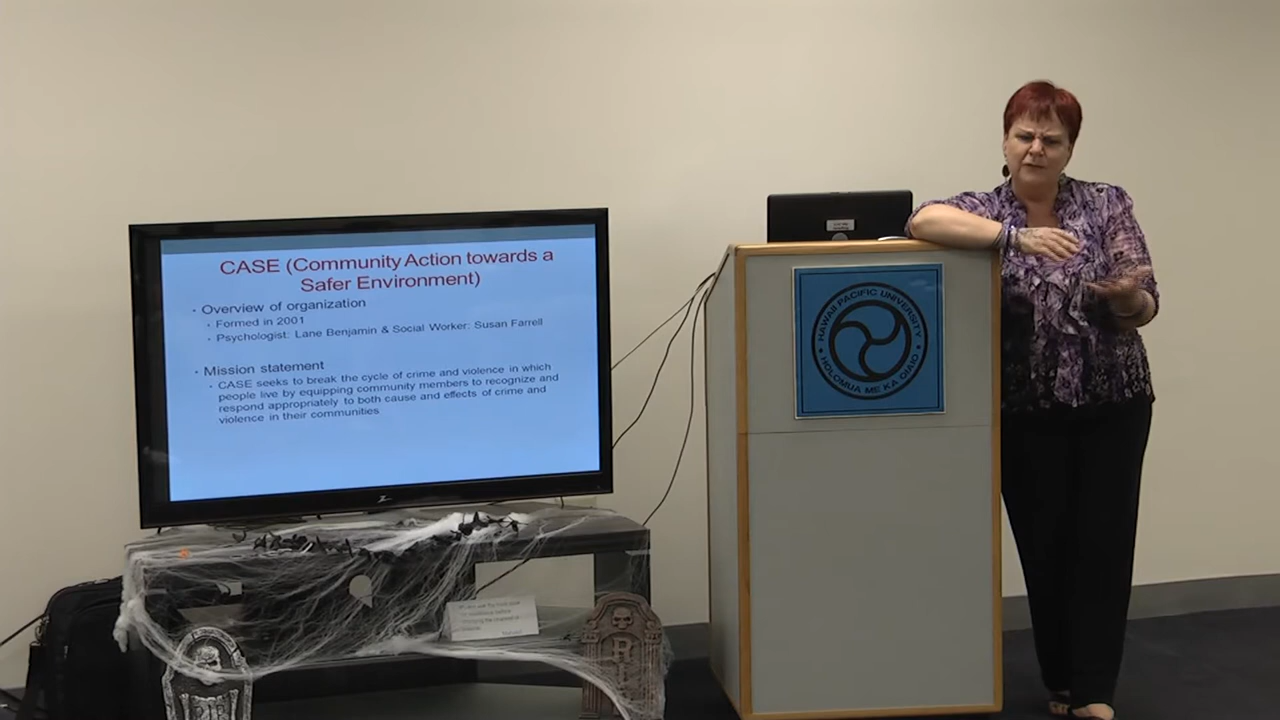 CASE (Community Action towards a
Safer Environment)
Overview of organization
Formed in 2001
Psychologist: Lane Benjamin & Social Worker: Susan Farrell
Mission statement
CASE seeks to break the cycle of crime and violence in which
people live by equipping community members to recognize and
respond appropriately to both cause and effects of crime and
violence in their communities
HAWAII PACIFIC UNIVERSITY
HOLOMUA ME KA OIAIO
RIP
R